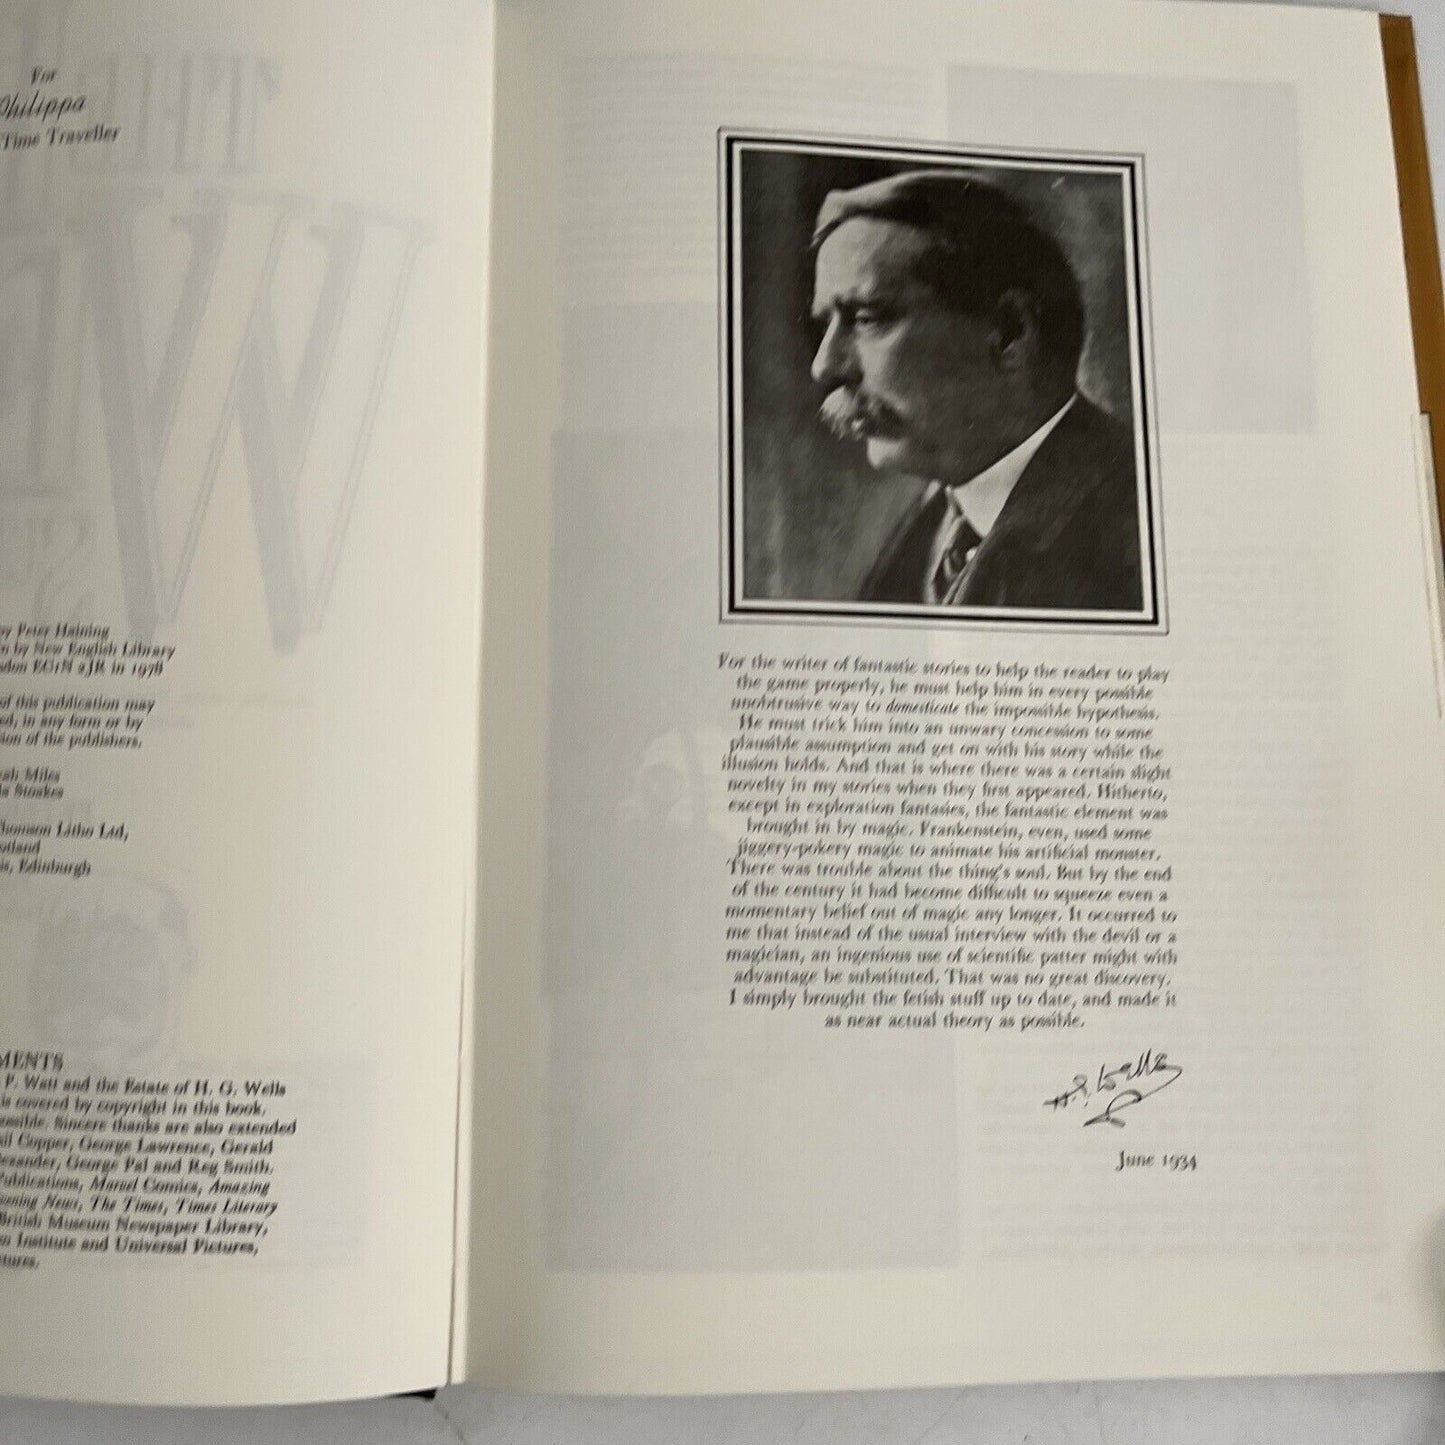 For
Philippa
Time Traveller
by Peter Haining
by New English Library
EC1N 2JR in 1978
of this publication may
in any form or by
of the publishers.
Miles
Stoakes
Thomson Litho Ltd,
Edinburgh
P. Watt and the Estate of H. G. Wells
is covered by copyright in this book.
Sincere thanks are also extended
Copper, George Lawrence, Gerald
George Pal and Reg Smith.
Publications, Marvel Comics, Amazing
News, The Times, Times Literary
British Museum Newspaper Library,
Institute and Universal Pictures,
For the writer of fantastic stories to help the reader to play
the game properly, he must help him in every possible
unobtrusive way to domesticate the impossible hypothesis.
He must trick him into an unwary concession to some
plausible assumption and get on with his story while the
illusion holds. And that is where there was a certain slight
novelty in my stories when they first appeared. Hitherto,
except in exploration fantasies, the fantastic element was
brought in by magic. Frankenstein, even, used some
jiggery-pokery magic to animate his artificial monster.
There was trouble about the thing's soul. But by the end
of the century it had become difficult to squeeze even a
momentary belief out of magic any longer. It occurred to
me that instead of the usual interview with the devil or a
magician, an ingenious use of scientific patter might with
advantage be substituted. That was no great discovery.
I simply brought the fetish stuff up to date, and made it
as near actual theory as possible.
H. G. Wells
June 1934